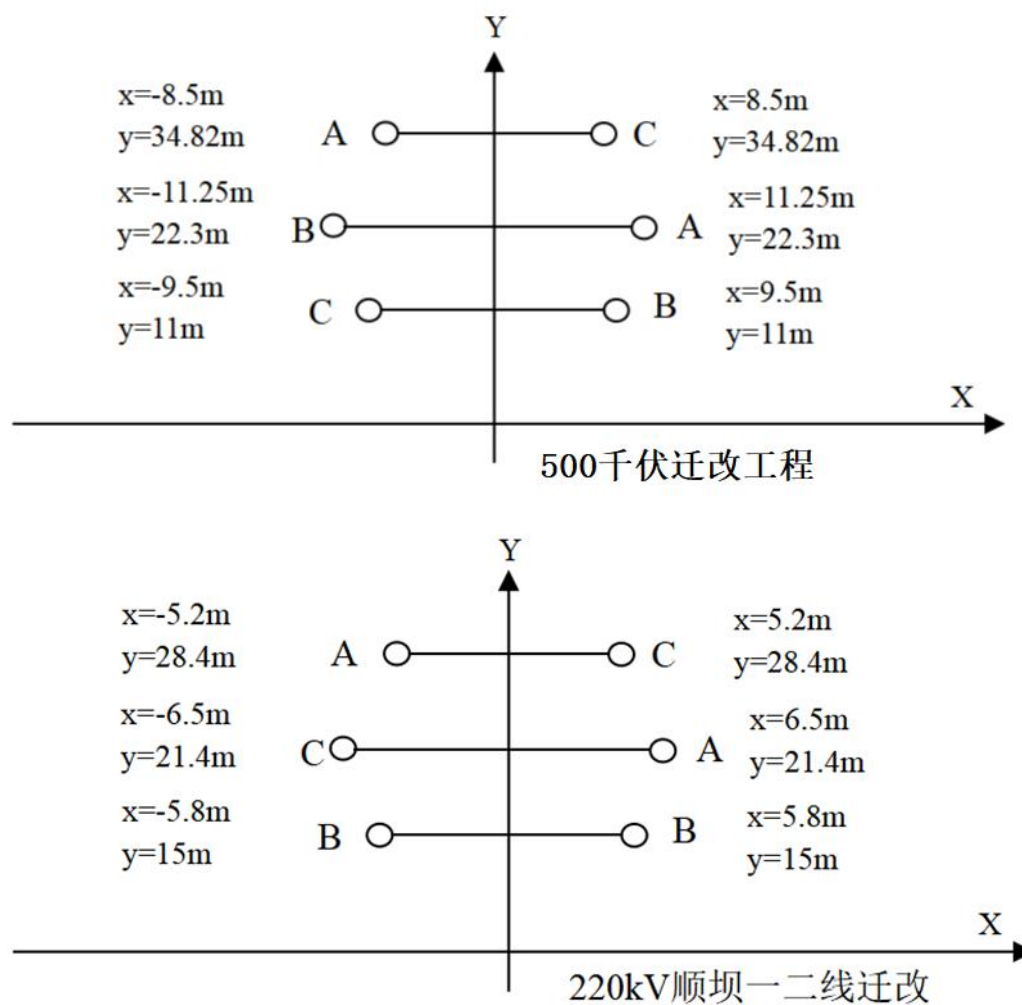 Y
x=-8.5m
y=34.82m
A
C
x=8.5m
y=34.82m
x=-11.25m
y=22.3m
B
A
x=11.25m
y=22.3m
x=-9.5m
y=11m
C
B
x=9.5m
y=11m
X
500千伏迁改工程
Y
x=-5.2m
y=28.4m
A
C
x=5.2m
y=28.4m
x=-6.5m
y=21.4m
C
A
x=6.5m
y=21.4m
x=-5.8m
y=15m
B
B
x=5.8m
y=15m
X
220kV顺坝一二线迁改